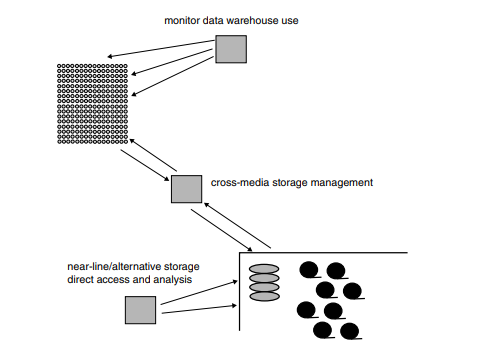 monitor data warehouse use
cross-media storage management
near-line/alternative storage
direct access and analysis